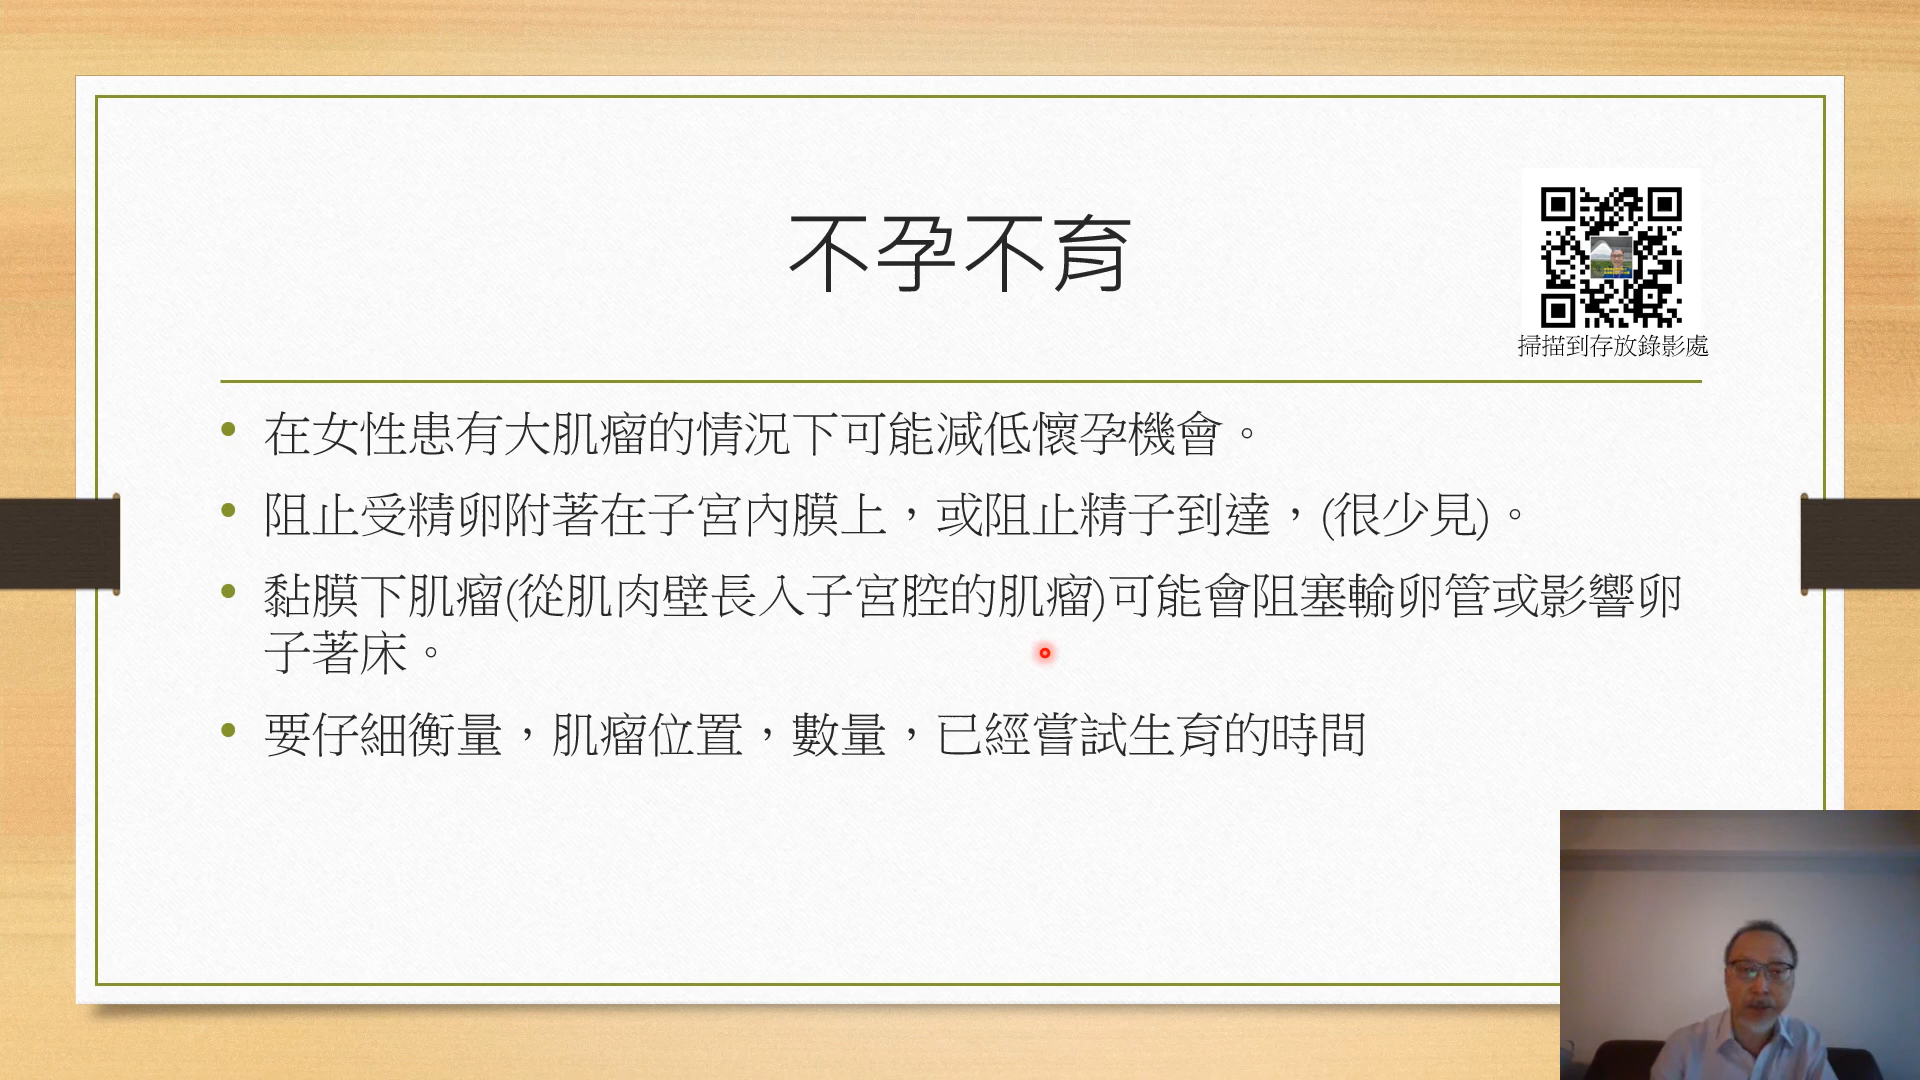 不孕不育
掃描到存放錄影處
• 在女性患有大肌瘤的情況下可能減低懷孕機會。
• 阻止受精卵附著在子宮內膜上，或阻止精子到達，(很少見)。
• 黏膜下肌瘤(從肌肉壁長入子宮腔的肌瘤)可能會阻塞輸卵管或影響卵
子著床。
• 要仔細衡量，肌瘤位置，數量，已經嘗試生育的時間